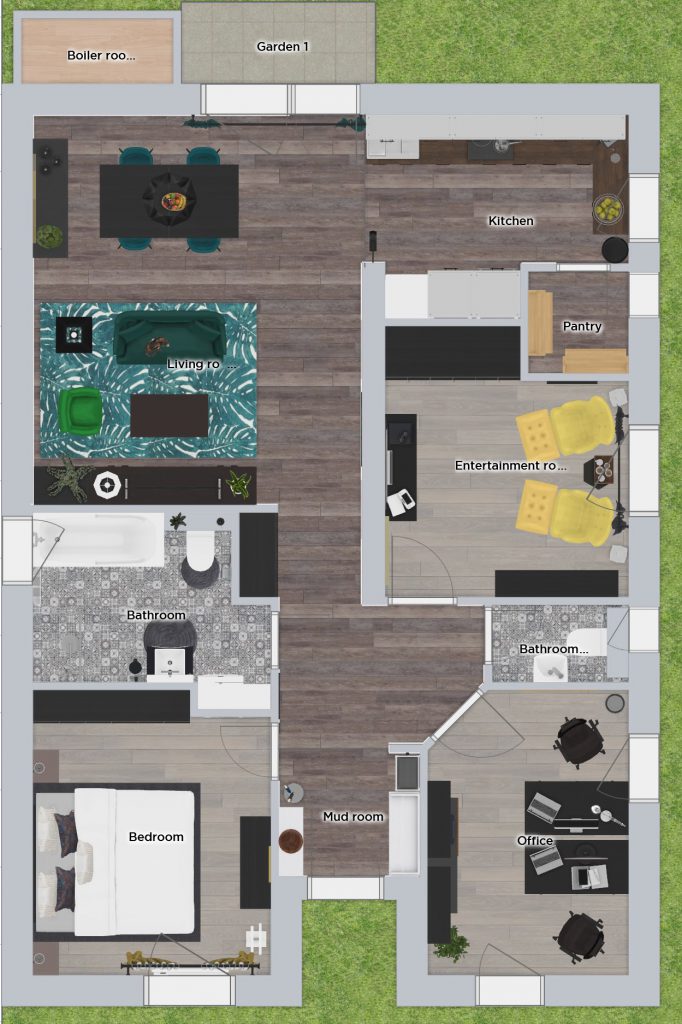 Garden 1
Boiler roo...
Kitchen
Pantry
Living ro ...
Entertainment ro...
Bathroom
Bathroom...
Mud room
Bedroom
Office